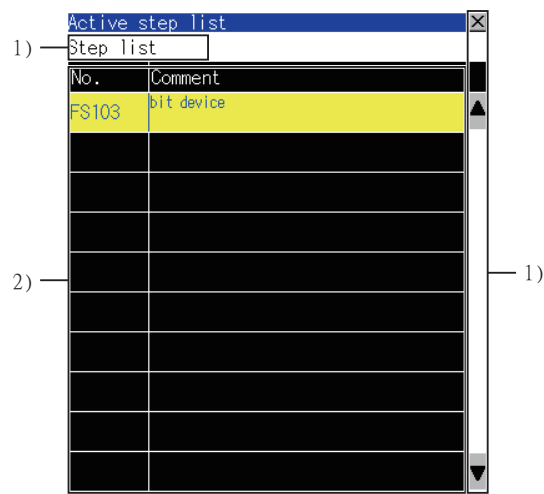 Active step list
1)
Step list
No. Comment
FS103 bit device
2)
1)